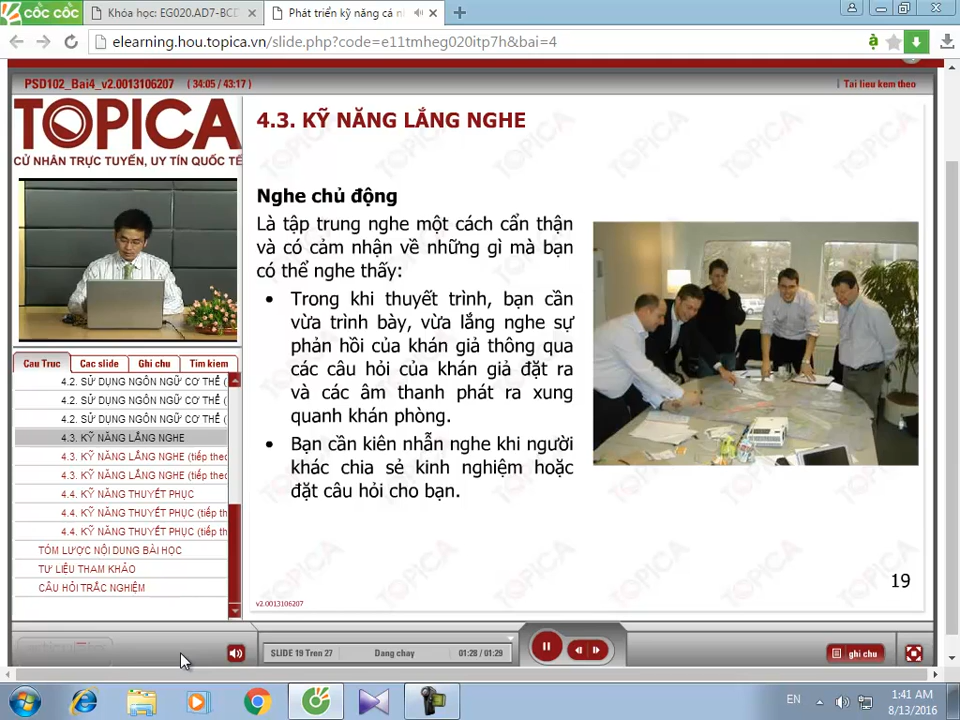 cốc cốc
Khóa học: EG020.AD7-BCD
Phát triển kỹ năng cá n
elearning.hou.topica.vn/slide.php?code=e11tmheg020itp7h&bai=4
PSD102_Bai4_v2.0013106207 ( 34:05 / 43:17 )
Tai lieu kem theo
TOPICA
CỬ NHÂN TRỰC TUYẾN, UY TÍN QUỐC TẾ
4.3. KỸ NĂNG LẮNG NGHE
Nghe chủ động
Là tập trung nghe một cách cẩn thận
và có cảm nhận về những gì mà bạn
có thể nghe thấy:
• Trong khi thuyết trình, bạn cần
vừa trình bày, vừa lắng nghe sự
phản hồi của khán giả thông qua
các câu hỏi của khán giả đặt ra
và các âm thanh phát ra xung
quanh khán phòng.
• Bạn cần kiên nhẫn nghe khi người
khác chia sẻ kinh nghiệm hoặc
đặt câu hỏi cho bạn.
19
v2.0013106207
Cau Truc
Cac slide
Ghi chu
Tim kiem
4.2. SỬ DỤNG NGÔN NGỮ CƠ THỂ (
4.2. SỬ DỤNG NGÔN NGỮ CƠ THỂ (
4.2. SỬ DỤNG NGÔN NGỮ CƠ THỂ (
4.3. KỸ NĂNG LẮNG NGHE
4.3. KỸ NĂNG LẮNG NGHE (tiếp theo
4.3. KỸ NĂNG LẮNG NGHE (tiếp theo
4.4. KỸ NĂNG THUYẾT PHỤC
4.4. KỸ NĂNG THUYẾT PHỤC (tiếp th
4.4. KỸ NĂNG THUYẾT PHỤC (tiếp th
TÓM LƯỢC NỘI DUNG BÀI HỌC
TƯ LIỆU THAM KHẢO
CÂU HỎI TRẮC NGHIỆM
SLIDE 19 Tren 27
Dang chay
01:28 / 01:29
ghi chu
EN
1:41 AM
8/13/2016